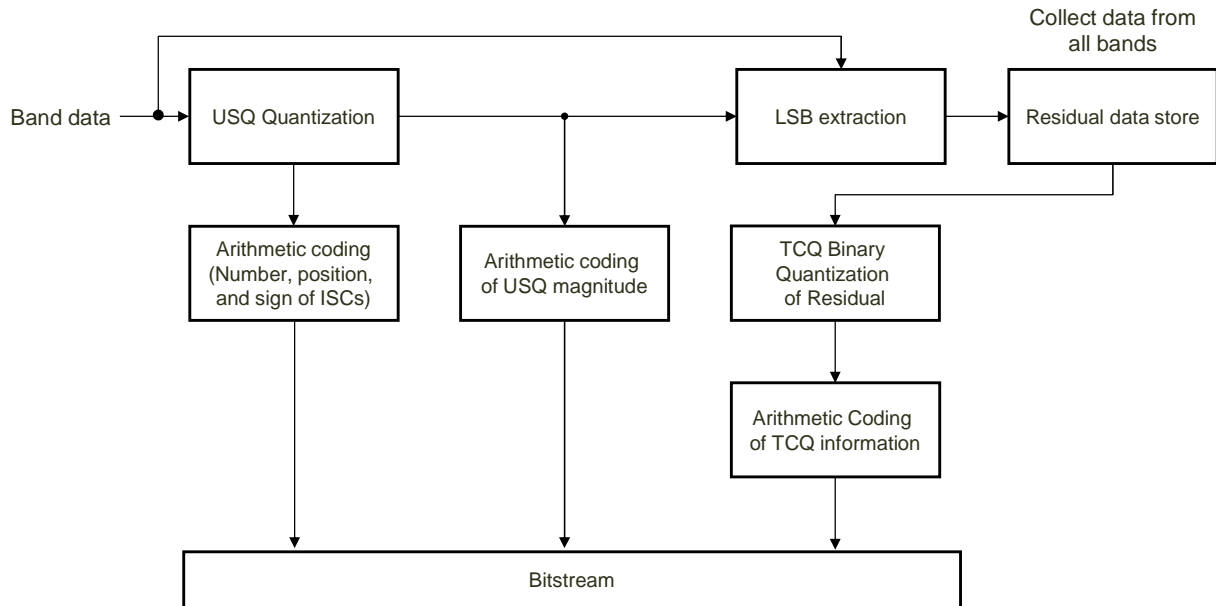 Collect data from
all bands
Band data
USQ Quantization
LSB extraction
Residual data store
Arithmetic coding
(Number, position,
and sign of ISCs)
Arithmetic coding
of USQ magnitude
TCQ Binary
Quantization
of Residual
Arithmetic Coding
of TCQ information
Bitstream